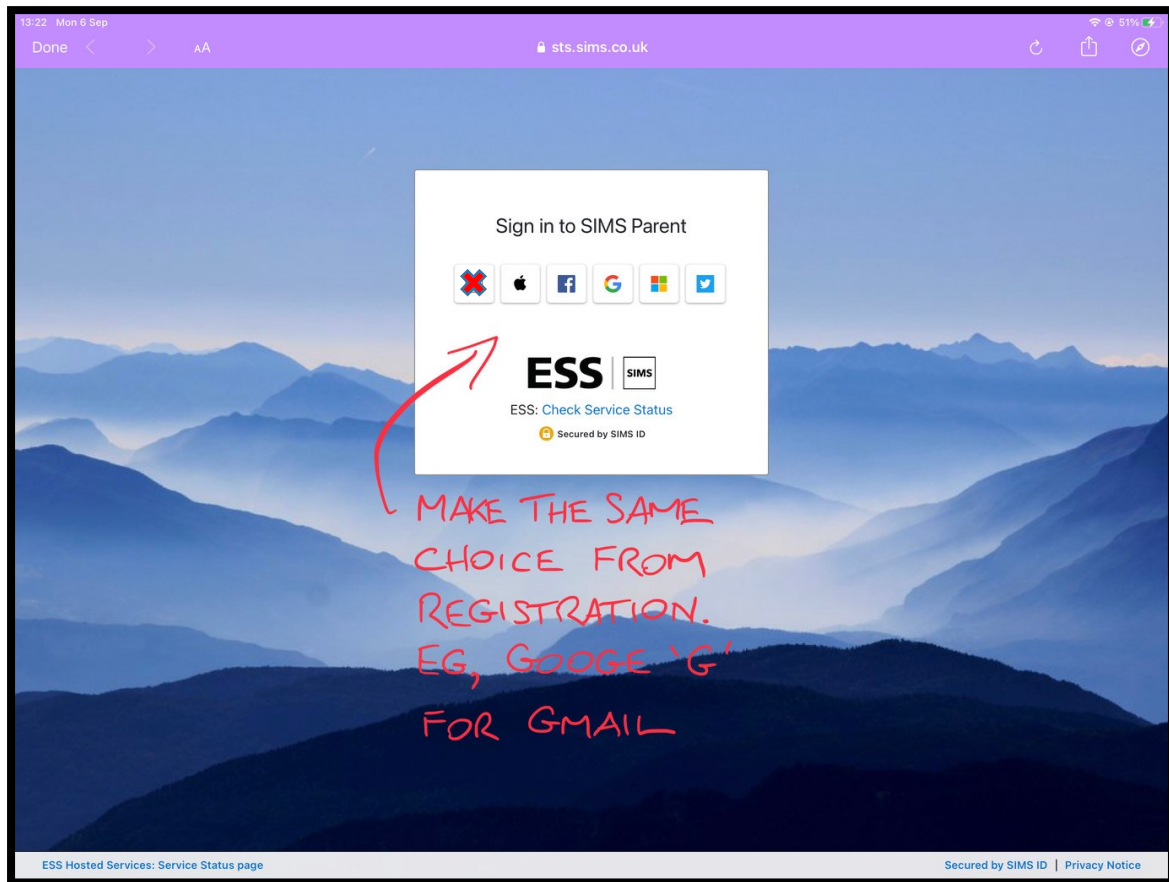 13:22 Mon 6 Sep
51%
Done
AA
sts.sims.co.uk
Sign in to SIMS Parent
ESS SIMS
ESS: Check Service Status
Secured by SIMS ID
MAKE THE SAME
CHOICE FROM
REGISTRATION.
EG, GOOGE 'G'
FOR GMAIL
ESS Hosted Services: Service Status page
Secured by SIMS ID | Privacy Notice